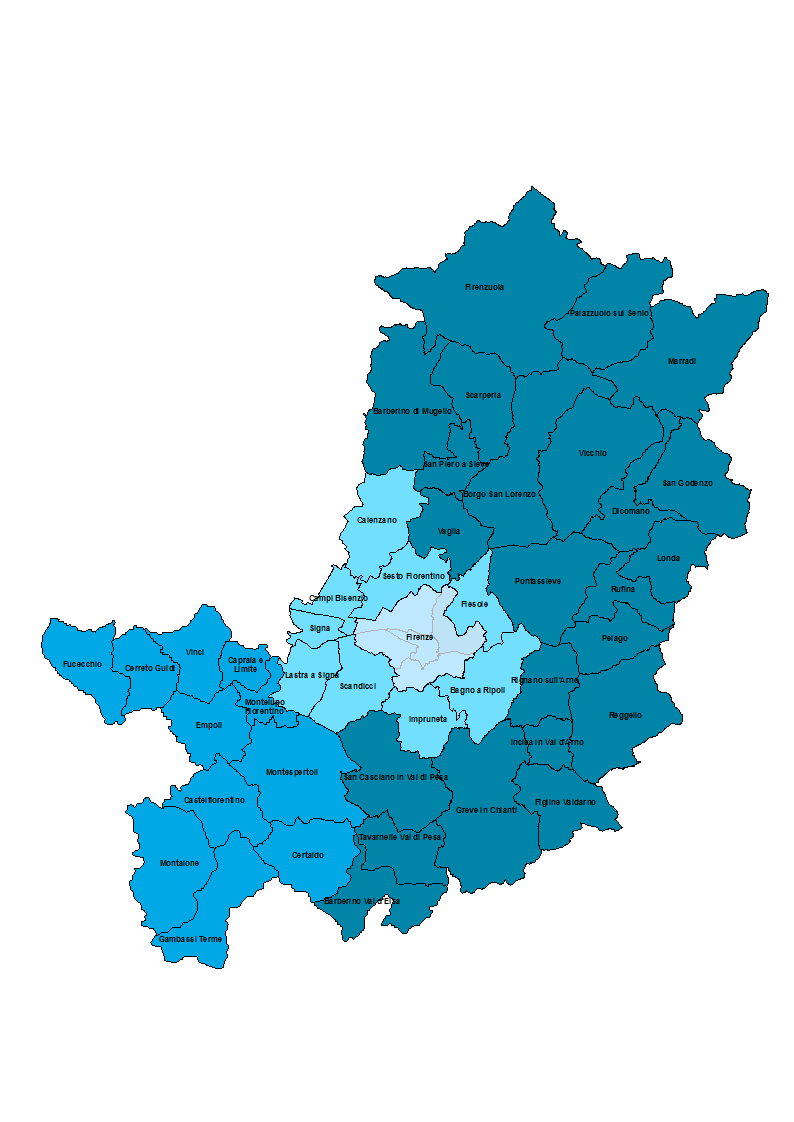 Firenzuola
Palazzuolo sul Senio
Marradi
Scarperia
Barberino di Mugello
Vicchio
San Piero a Sieve
San Godenzo
Borgo San Lorenzo
Dicomano
Calenzano
Vaglia
Londa
Sesto Fiorentino
Pontassieve
Rufina
Campi Bisenzio
Fiesole
Signa
Firenze
Pelago
Vinci
Fucecchio
Cerreto Guidi
Capraia e
Limite
Lastra a Signa
Scandicci
Bagno a Ripoli
Rignano sull'Arno
Montelupo
Fiorentino
Reggello
Empoli
Impruneta
Incisa in Val d'Arno
Montespertoli
San Casciano in Val di Pesa
Castelfiorentino
Greve in Chianti
Figline Valdarno
Tavarnelle Val di Pesa
Certaldo
Montaione
Barberino Val d'Elsa
Gambassi Terme